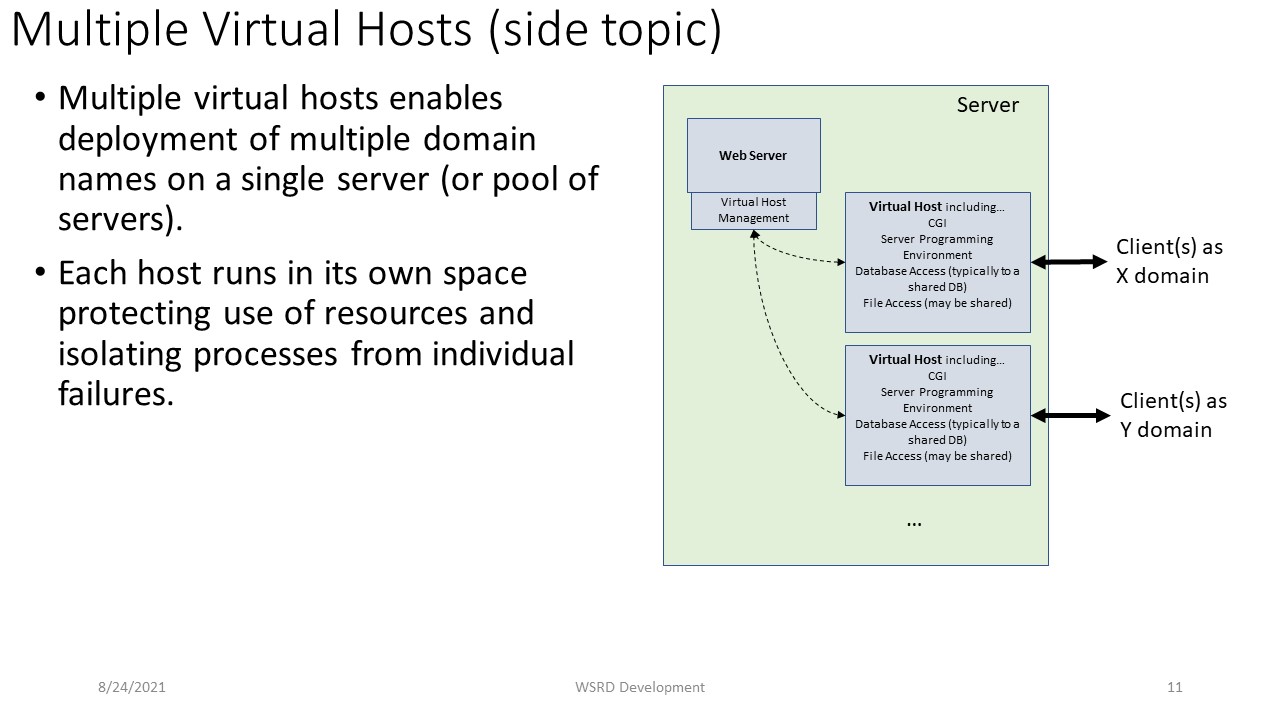 Multiple Virtual Hosts (side topic)
• Multiple virtual hosts enables
deployment of multiple domain
names on a single server (or pool of
servers).
• Each host runs in its own space
protecting use of resources and
isolating processes from individual
failures.
Server
Web Server
Virtual Host
Management
Virtual Host including…
CGI
Server Programming
Environment
Database Access (typically to a
shared DB)
File Access (may be shared)
Client(s) as
X domain
Virtual Host including…
CGI
Server Programming
Environment
Database Access (typically to a
shared DB)
File Access (may be shared)
Client(s) as
Y domain
…
8/24/2021
WSRD Development
11